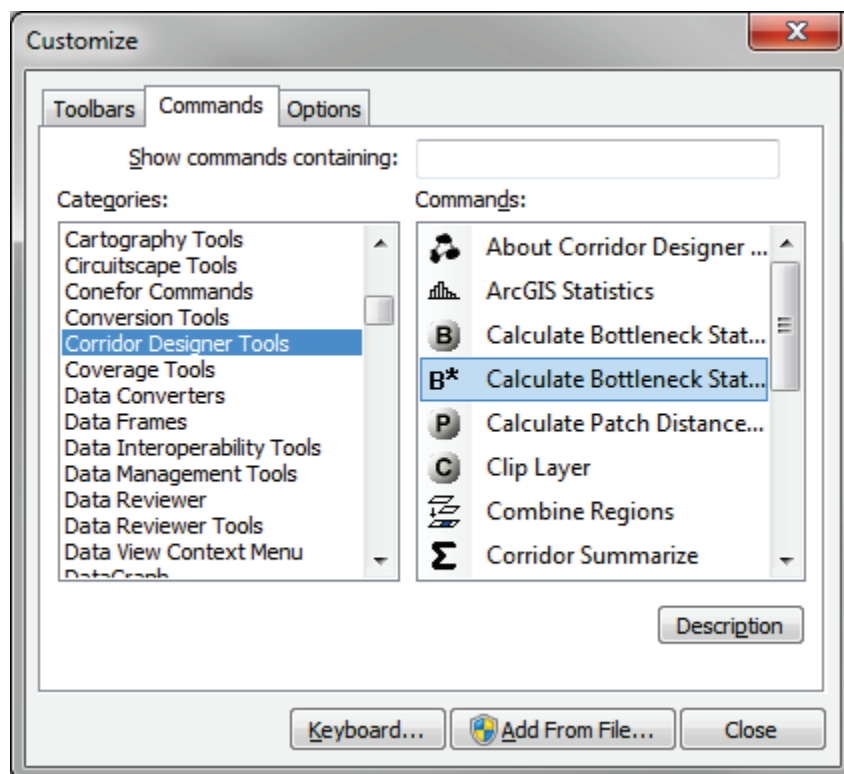 Customize
Toolbars Commands Options
Show commands containing:
Categories: Commands:
Cartography Tools
Circuitscape Tools
Conefor Commands
Conversion Tools
Corridor Designer Tools
Coverage Tools
Data Converters
Data Frames
Data Interoperability Tools
Data Management Tools
Data Reviewer
Data Reviewer Tools
Data View Context Menu
DataGraph
About Corridor Designer ...
ArcGIS Statistics
B Calculate Bottleneck Stat...
B* Calculate Bottleneck Stat...
P Calculate Patch Distance...
C Clip Layer
Combine Regions
Σ Corridor Summarize
Description
Keyboard... Add From File... Close